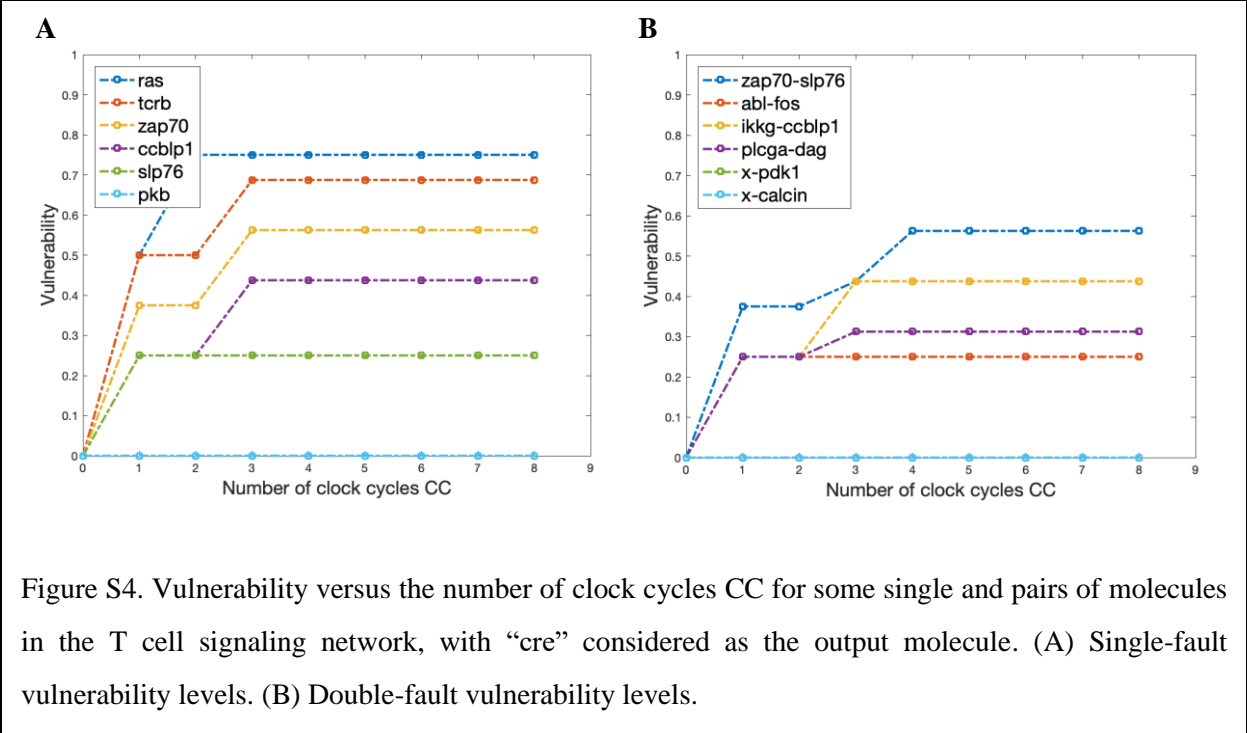 A
B
1
0.9
0.8
0.7
0.6
0.5
0.4
0.3
0.2
0.1
0
Vulnerability
ras
tcrb
zap70
ccblp1
slp76
pkb
0 1 2 3 4 5 6 7 8 9
Number of clock cycles CC
1
0.9
0.8
0.7
0.6
0.5
0.4
0.3
0.2
0.1
0
Vulnerability
zap70-slp76
abl-fos
ikkg-ccblp1
plcga-dag
x-pdk1
x-calcin
0 1 2 3 4 5 6 7 8 9
Number of clock cycles CC
Figure S4. Vulnerability versus the number of clock cycles CC for some single and pairs of molecules
in the T cell signaling network, with “cre” considered as the output molecule. (A) Single-fault
vulnerability levels. (B) Double-fault vulnerability levels.